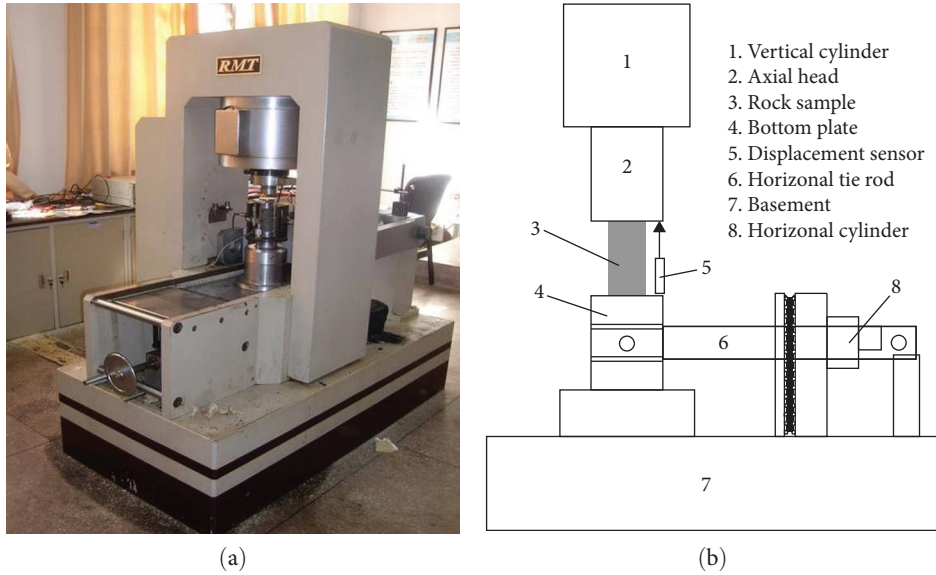 RMT
1
2
3
4
5
6
7
8
1. Vertical cylinder
2. Axial head
3. Rock sample
4. Bottom plate
5. Displacement sensor
6. Horizonal tie rod
7. Basement
8. Horizonal cylinder
(a)
(b)